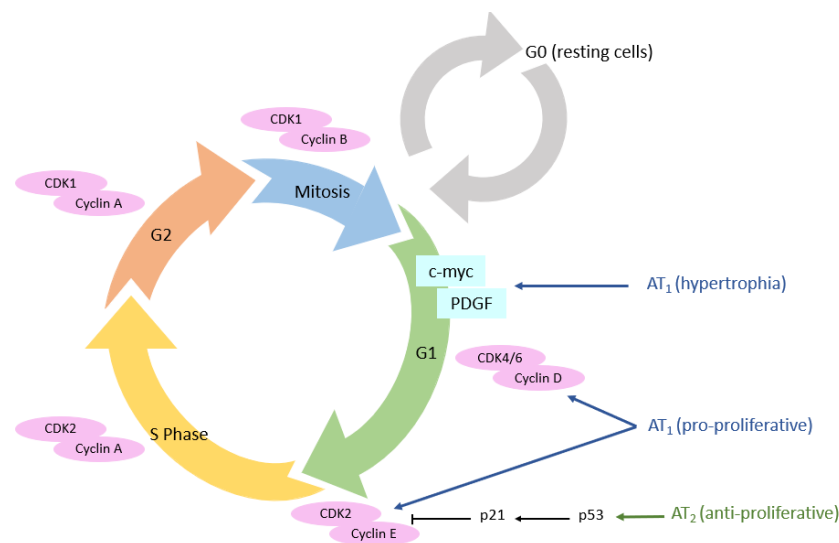 G0 (resting cells)
CDK1
Cyclin B
CDK1
Cyclin A
Mitosis
G2
c-myc
PDGF
AT₁ (hypertrophia)
G1
CDK4/6
Cyclin D
CDK2
Cyclin A
S Phase
AT₁ (pro-proliferative)
CDK2
Cyclin E
p21
p53
AT₂ (anti-proliferative)